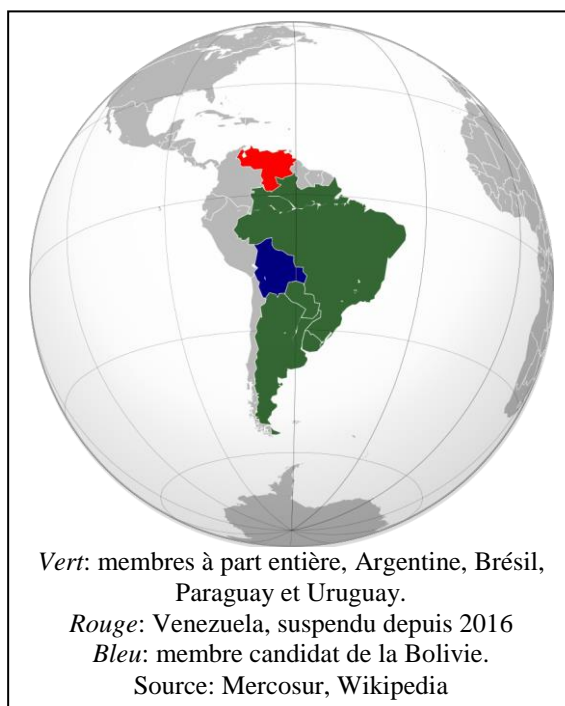 Vert: membres à part entière, Argentine, Brésil,
Paraguay et Uruguay.
Rouge: Venezuela, suspendu depuis 2016
Bleu: membre candidat de la Bolivie.
Source: Mercosur, Wikipedia